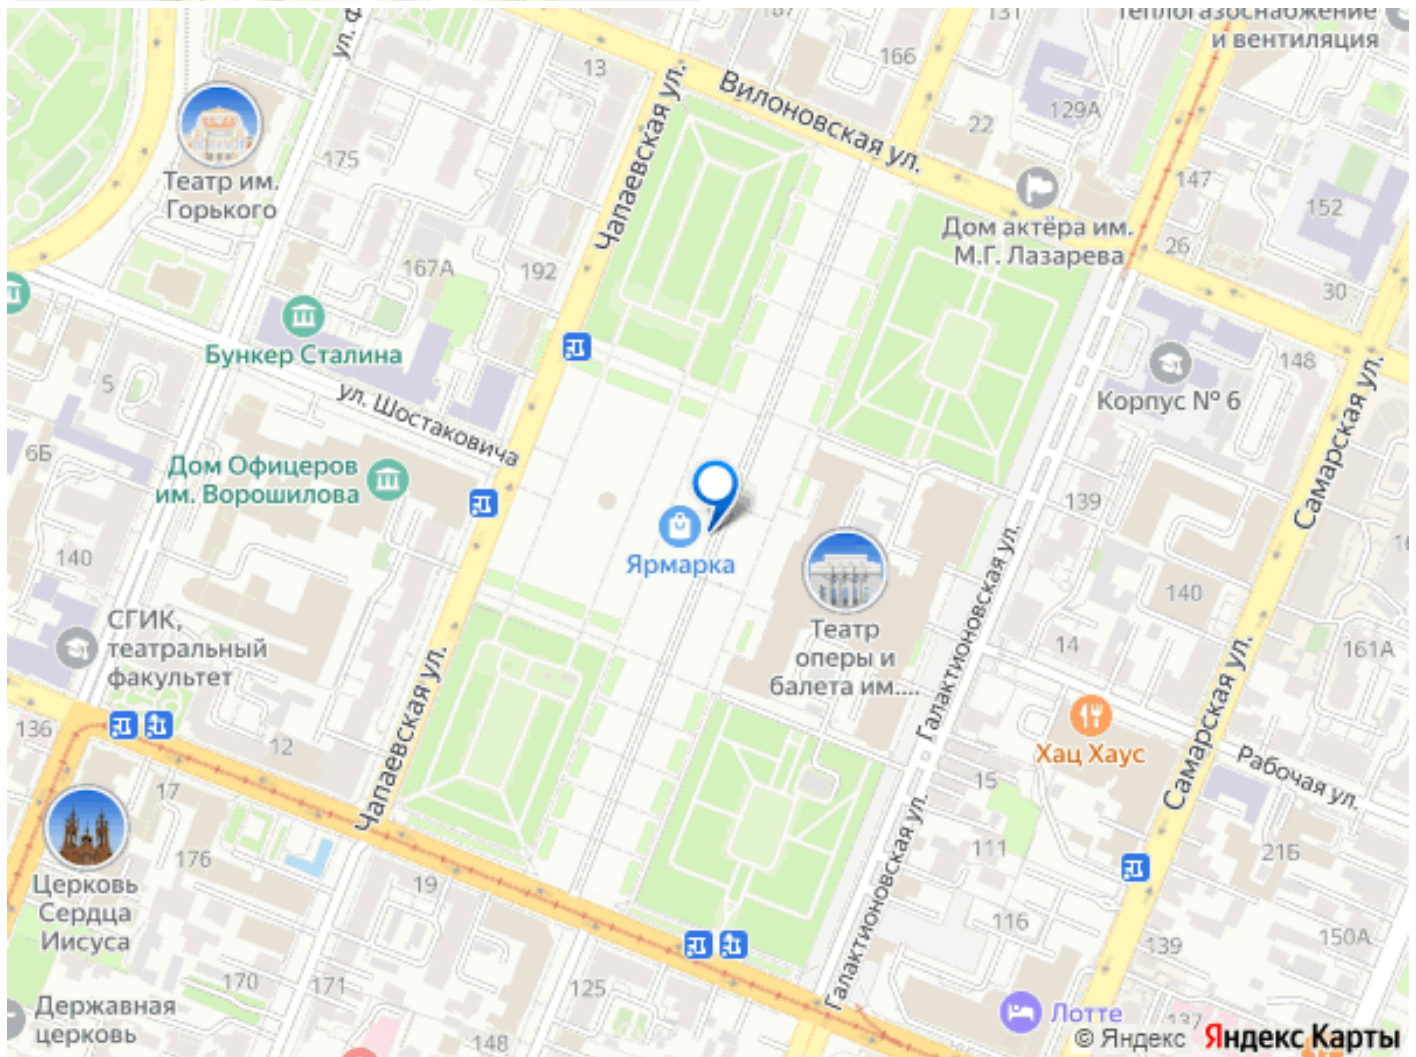 теплогазоснабжение
и вентиляция
ул. Ф
167
131
166
13
Вилоновская ул.
129А
22
Чапаевская ул.
175
Театр им.
Горького
147
152
Дом актёра им.
М.Г. Лазарева
26
167А
192
30
Бункер Сталина
148
5
ул. Шостаковича
Корпус № 6
Самарская ул.
6Б
Дом Офицеров
им. Ворошилова
139
140
Ярмарка
Галактионовская ул.
140
СГИК,
театральный
факультет
Театр
оперы и
балета им....
14
161А
Чапаевская ул.
Самарская ул.
136
12
Хац Хаус
Рабочая ул.
17
15
Галактионовская ул.
176
111
21Б
Церковь
Сердца
Иисуса
19
116
139
150А
170
171
125
Державная
церковь
Лотте
137
148
© Яндекс Яндекс Карты